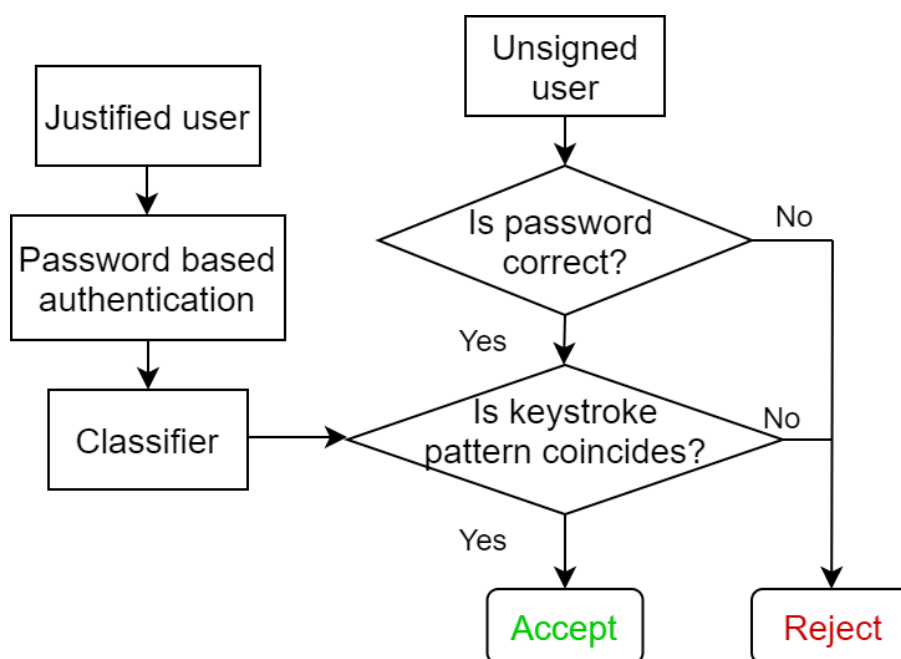 Justified user
Password based
authentication
Classifier
Unsigned
user
Is password
correct?
No
Yes
Is keystroke
pattern coincides?
No
Yes
Accept
Reject